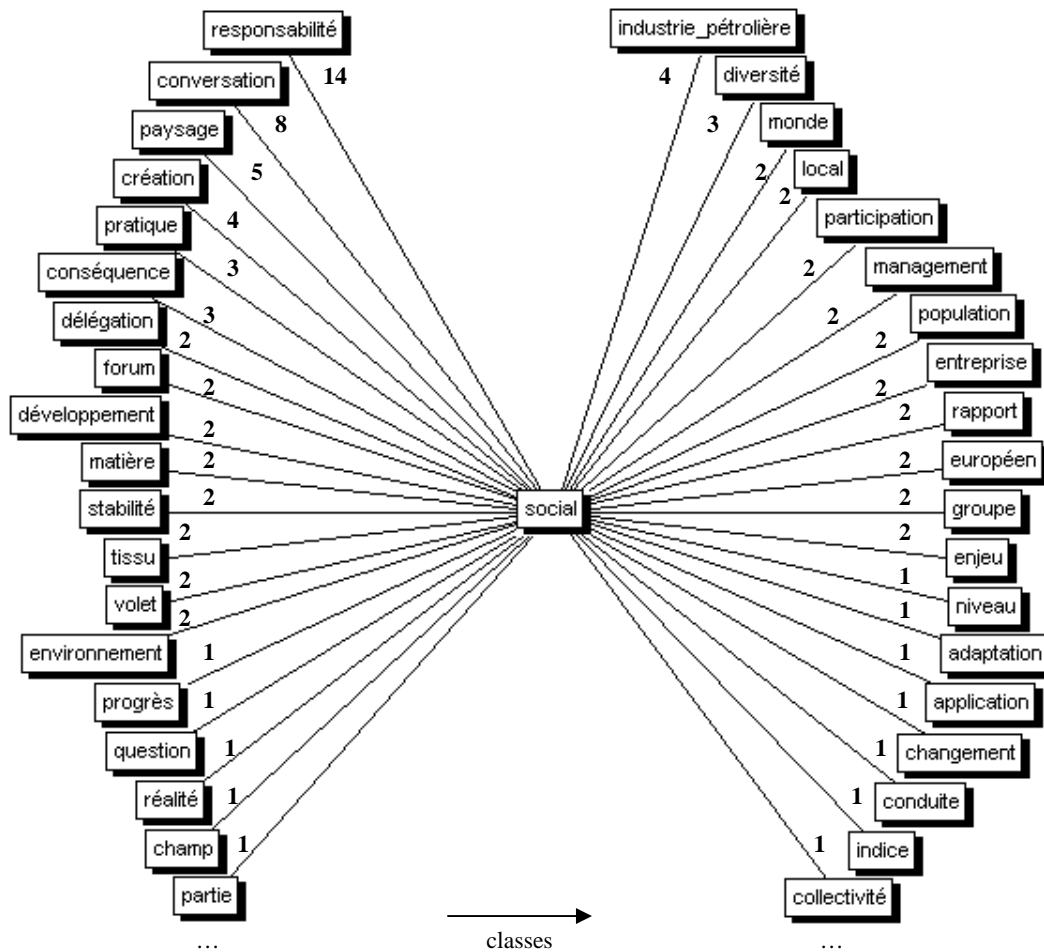 responsabilité
14
conversation
8
paysage
5
création
4
pratique
3
conséquence
3
délégation
2
forum
2
développement
2
matière
2
stabilité
2
tissu
2
volet
2
environnement
2
progrès
1
question
1
réalité
1
champ
1
partie
1
...
social
industrie_pétrolière
4
diversité
3
monde
2
local
2
participation
2
management
2
population
2
entreprise
2
rapport
2
européen
2
groupe
2
enjeu
2
niveau
1
adaptation
1
application
1
changement
1
conduite
1
indice
1
collectivité
1
...
classes